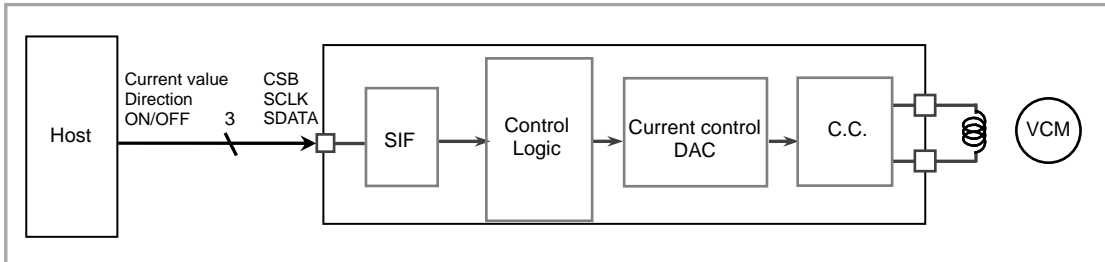 Host
Current value
Direction
ON/OFF
3
CSB
SCLK
SDATA
SIF
Control
Logic
Current control
DAC
C.C.
VCM